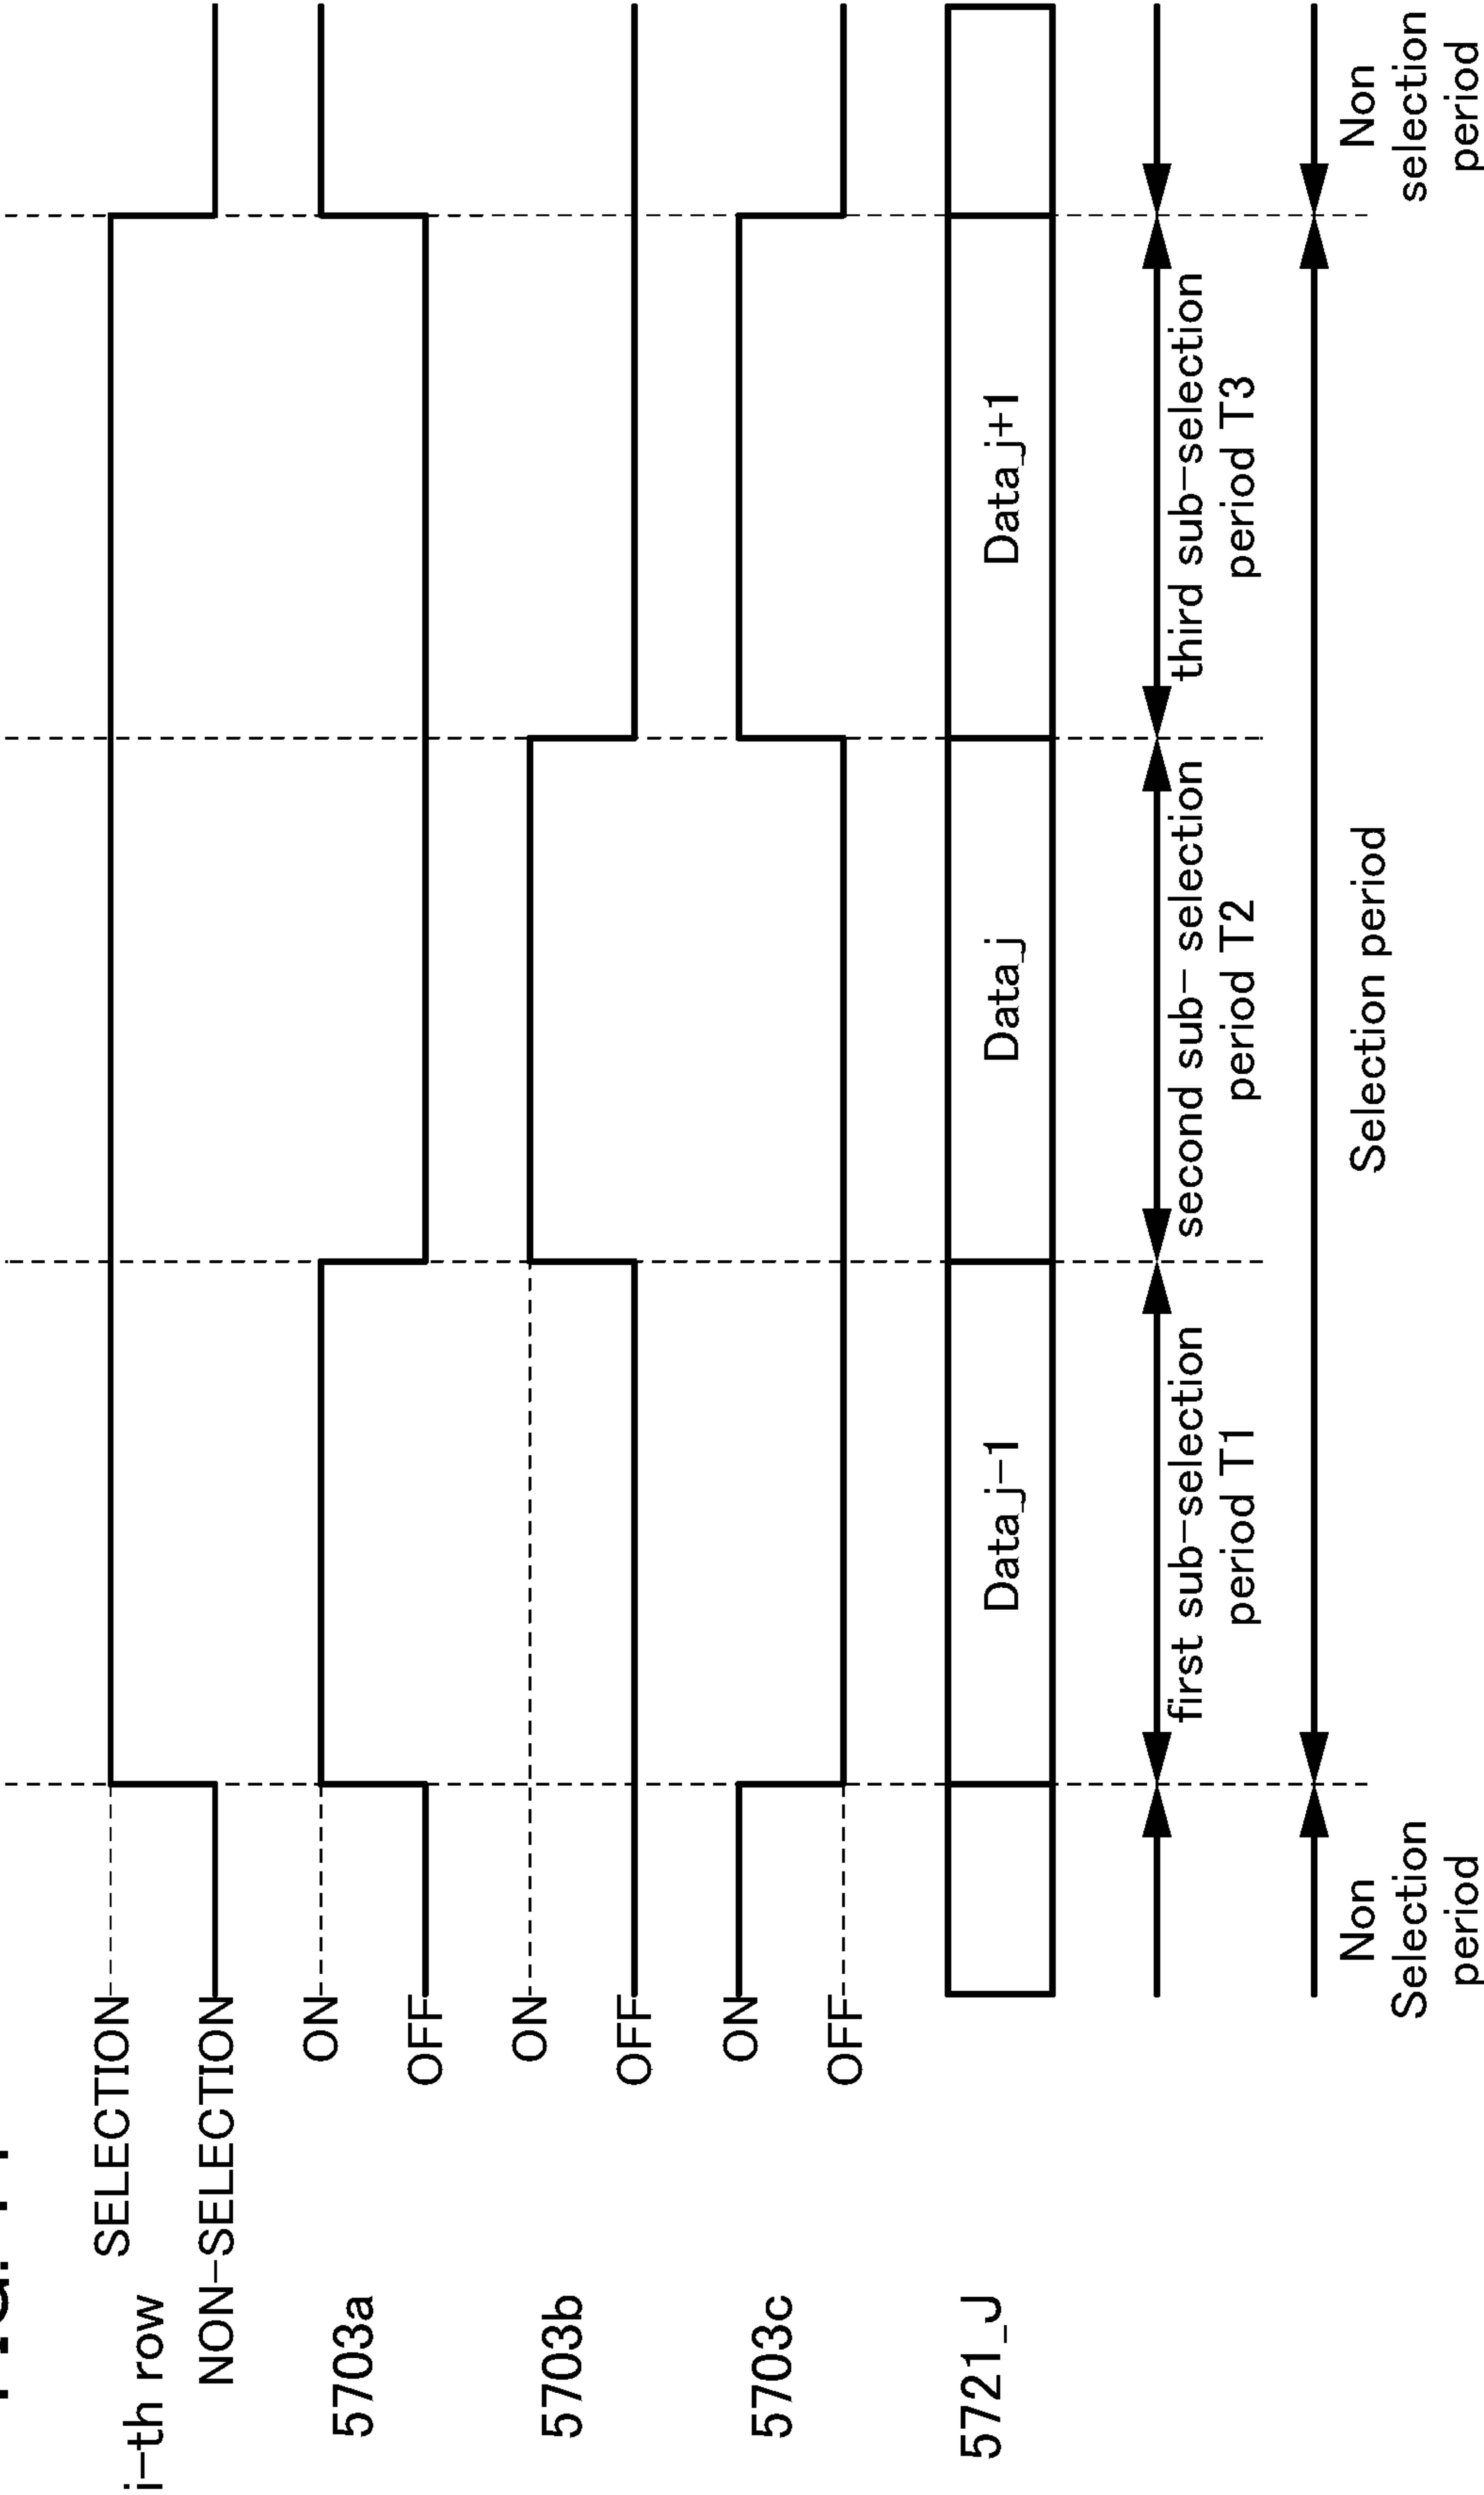 i-th row
SELECTION
NON-SELECTION
5703a
ON
OFF
5703b
ON
OFF
5703c
ON
OFF
5721_J
Data_j-1
Data_j
Data_j+1
first sub-selection
period T1
second sub- selection
period T2
third sub-selection
period T3
Non
Selection
period
Selection period
Non
selection
period